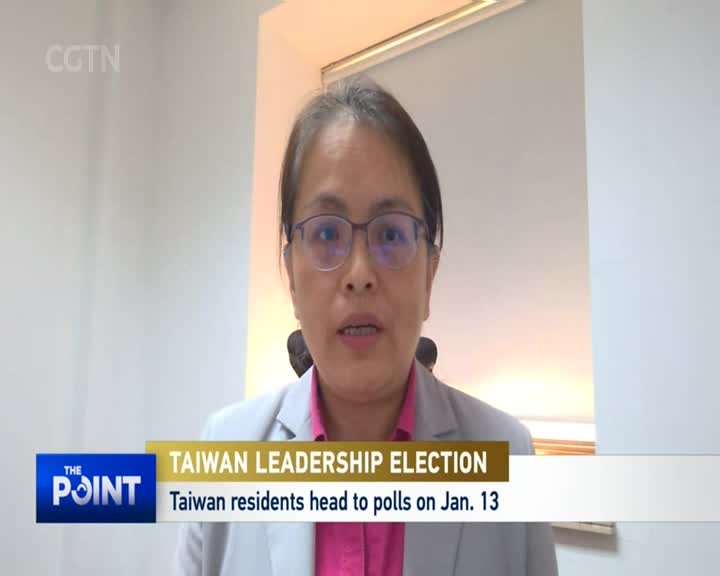 CGTN
TAIWAN LEADERSHIP ELECTION
THE
POINT
Taiwan residents head to polls on Jan. 13